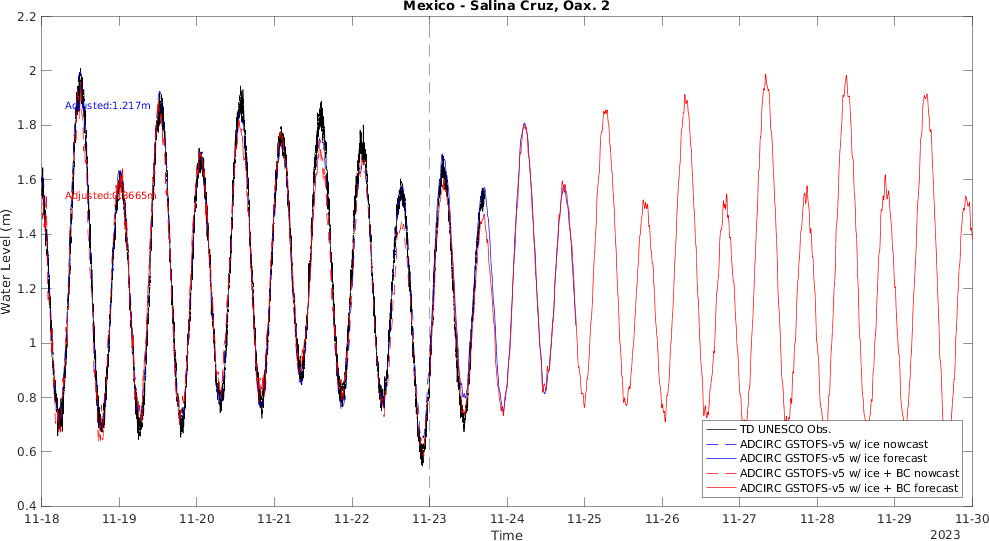 Mexico - Salina Cruz, Oax. 2
2.2
2
1.8
1.6
1.4
1.2
1
0.8
0.6
0.4
Water Level (m)
Adjusted:1.217m
TD UNESCO Obs.
ADCIRC GSTOFS-v5 w/ ice nowcast
ADCIRC GSTOFS-v5 w/ ice forecast
ADCIRC GSTOFS-v5 w/ ice + BC nowcast
ADCIRC GSTOFS-v5 w/ ice + BC forecast
11-18 11-19 11-20 11-21 11-22 11-23 11-24 11-25 11-26 11-27 11-28 11-29 11-30
Time
2023